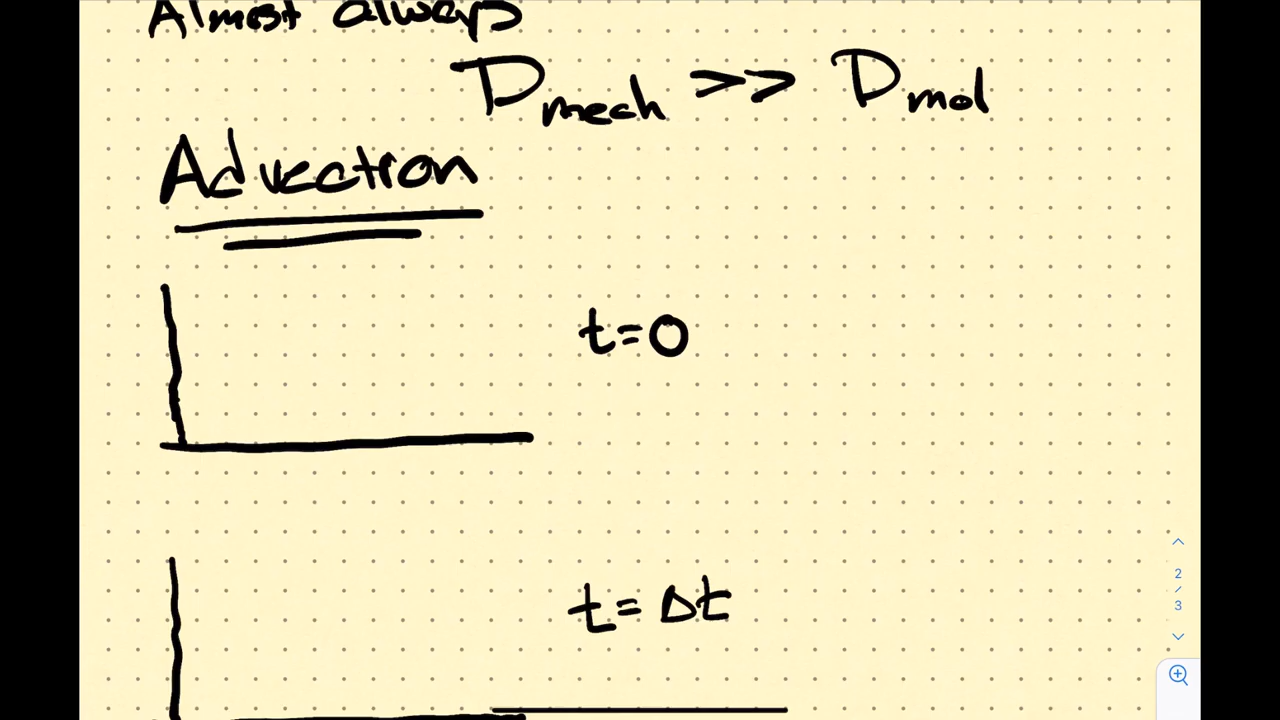 Almost always
Dmech >> Dmol
Advection
t=0
t= Δt
2
/
3